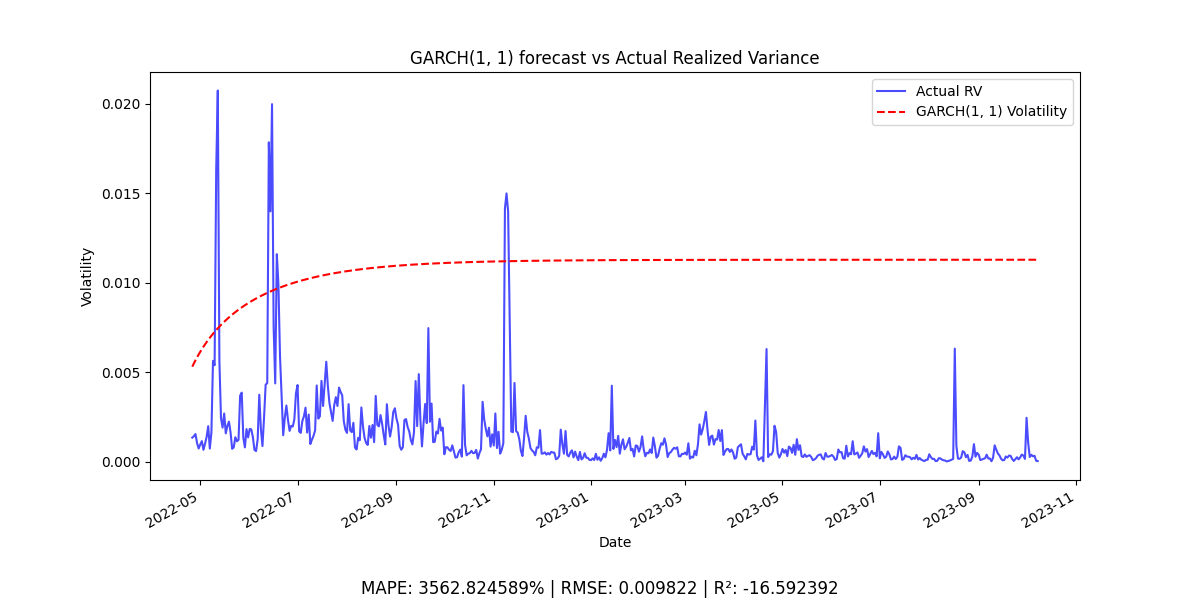 GARCH(1, 1) forecast vs Actual Realized Variance
Actual RV
GARCH(1, 1) Volatility
0.020
0.015
0.010
0.005
0.000
Volatility
2022-05
2022-07
2022-09
2022-11
2023-01
2023-03
2023-05
2023-07
2023-09
2023-11
Date
MAPE: 3562.824589% | RMSE: 0.009822 | R²: -16.592392